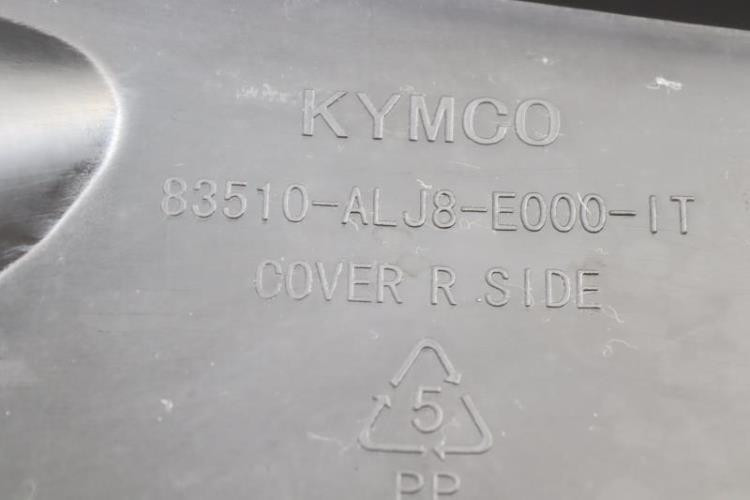 KYMCO
83510-ALJ8-E000-IT
COVER R SIDE
5
PP